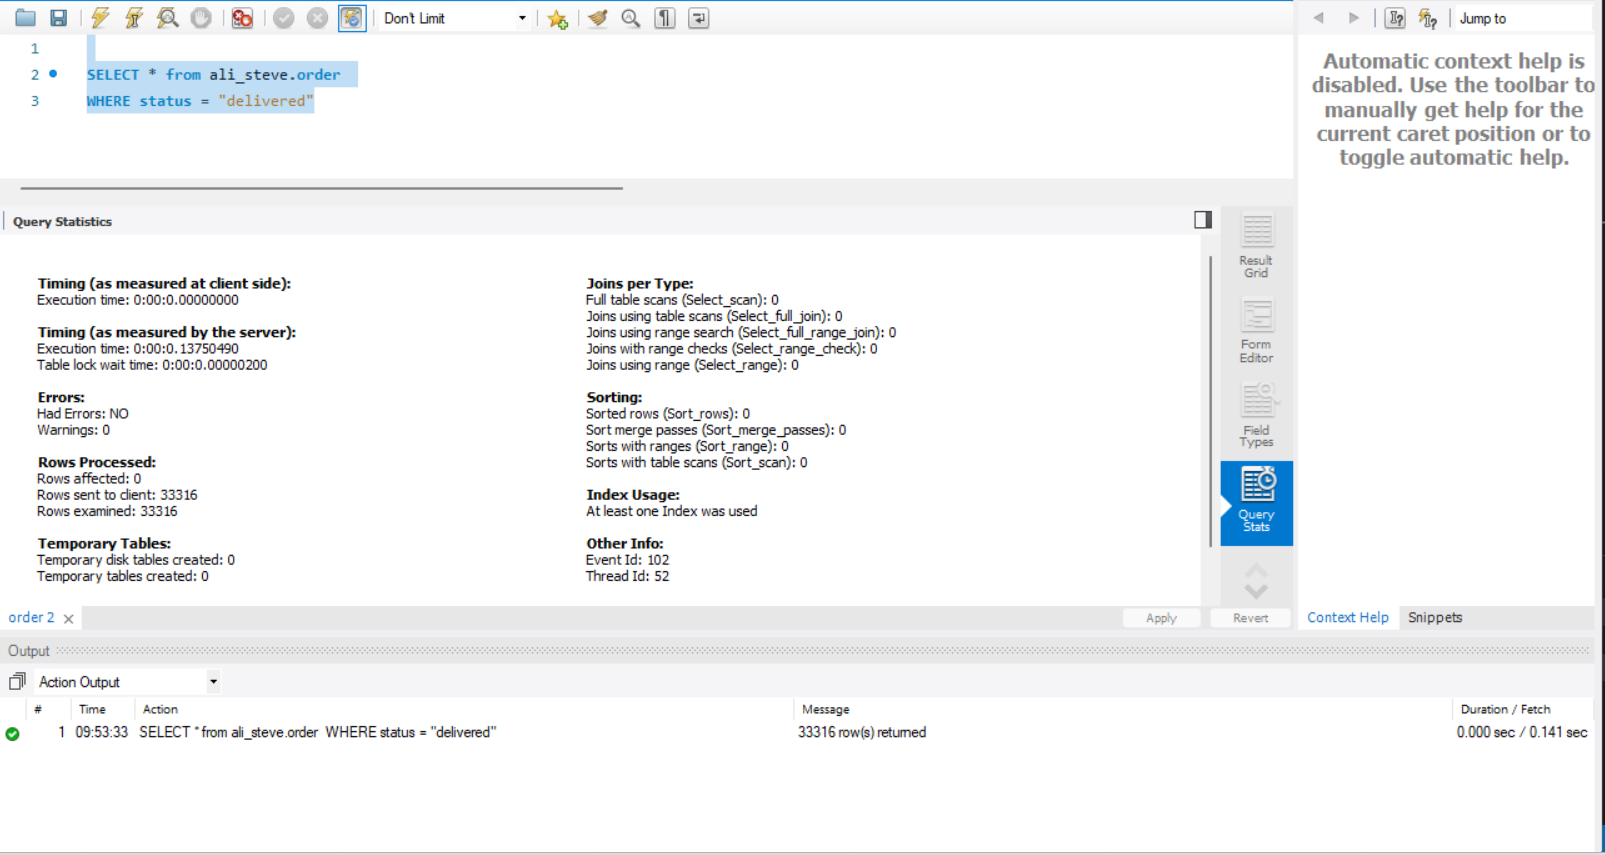 Don't Limit
Jump to
1
2 SELECT * from ali_steve.order
3 WHERE status = "delivered"
Automatic context help is
disabled. Use the toolbar to
manually get help for the
current caret position or to
toggle automatic help.
Query Statistics
Timing (as measured at client side):
Execution time: 0:00:0.00000000
Timing (as measured by the server):
Execution time: 0:00:0.13750490
Table lock wait time: 0:00:0.00000200
Errors:
Had Errors: NO
Warnings: 0
Rows Processed:
Rows affected: 0
Rows sent to client: 33316
Rows examined: 33316
Temporary Tables:
Temporary disk tables created: 0
Temporary tables created: 0
Joins per Type:
Full table scans (Select_scan): 0
Joins using table scans (Select_full_join): 0
Joins using range search (Select_full_range_join): 0
Joins with range checks (Select_range_check): 0
Joins using range (Select_range): 0
Sorting:
Sorted rows (Sort_rows): 0
Sort merge passes (Sort_merge_passes): 0
Sorts with ranges (Sort_range): 0
Sorts with table scans (Sort_scan): 0
Index Usage:
At least one Index was used
Other Info:
Event Id: 102
Thread Id: 52
Result
Grid
Form
Editor
Field
Types
Query
Stats
order 2
Apply
Revert
Context Help
Snippets
Output
Action Output
# Time Action Message Duration / Fetch
1 09:53:33 SELECT * from ali_steve.order WHERE status = "delivered" 33316 row(s) returned 0.000 sec / 0.141 sec